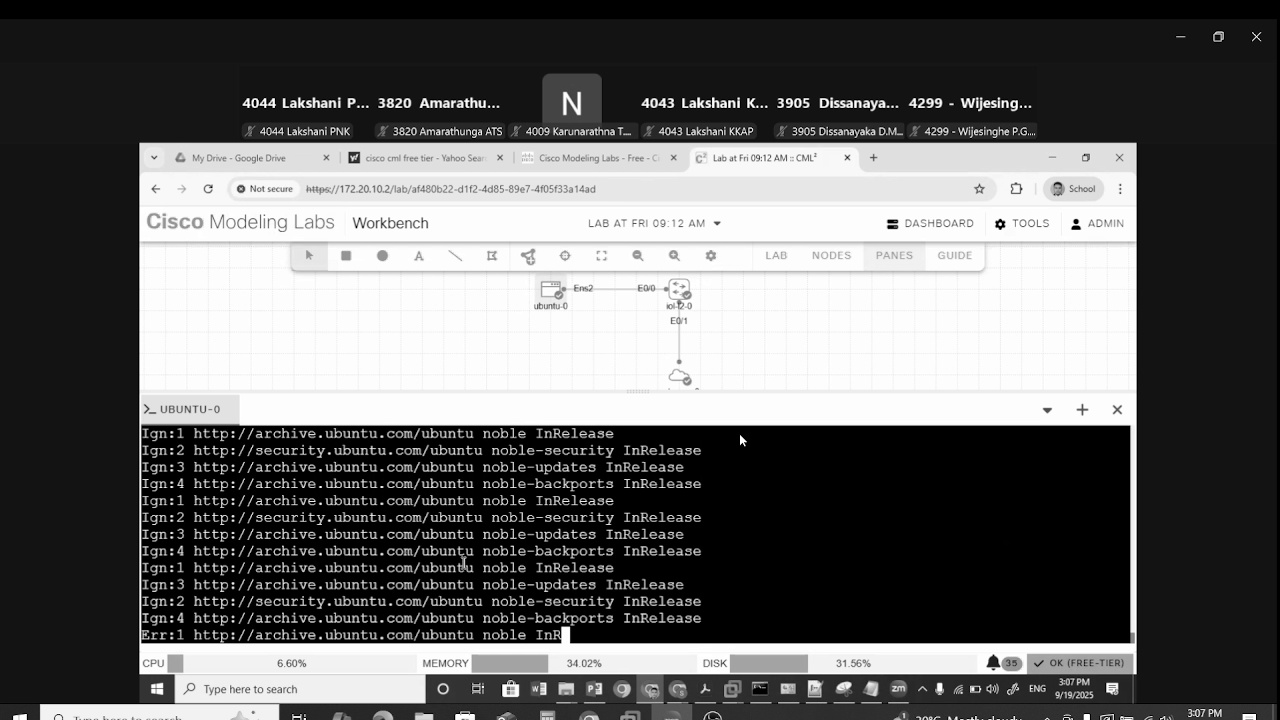 4044 Lakshani P... 3820 Amarathu... N 4043 Lakshani K... 3905 Dissanaya... 4299 - Wijesing...
4044 Lakshani PNK 3820 Amarathunga ATS 4009 Karunarathna T... 4043 Lakshani KKAP 3905 Dissanayaka D.M... 4299 - Wijesinghe P.G....
My Drive - Google Drive cisco cml free tier - Yahoo Sear Cisco Modeling Labs - Free - Ci Lab at Fri 09:12 AM :: CML²
Not secure https://172.20.10.2/lab/af480b22-d1f2-4d85-89e7-4f05f33a14ad School
Cisco Modeling Labs Workbench LAB AT FRI 09:12 AM DASHBOARD TOOLS ADMIN
A LAB NODES PANES GUIDE
Ens2 E0/0
ubuntu-0 iol-l2-0
E0/1
UBUNTU-0
Ign:1 http://archive.ubuntu.com/ubuntu noble InRelease
Ign:2 http://security.ubuntu.com/ubuntu noble-security InRelease
Ign:3 http://archive.ubuntu.com/ubuntu noble-updates InRelease
Ign:4 http://archive.ubuntu.com/ubuntu noble-backports InRelease
Ign:1 http://archive.ubuntu.com/ubuntu noble InRelease
Ign:2 http://security.ubuntu.com/ubuntu noble-security InRelease
Ign:3 http://archive.ubuntu.com/ubuntu noble-updates InRelease
Ign:4 http://archive.ubuntu.com/ubuntu noble-backports InRelease
Ign:1 http://archive.ubuntu.com/ubuntu noble InRelease
Ign:3 http://archive.ubuntu.com/ubuntu noble-updates InRelease
Ign:2 http://security.ubuntu.com/ubuntu noble-security InRelease
Ign:4 http://archive.ubuntu.com/ubuntu noble-backports InRelease
Err:1 http://archive.ubuntu.com/ubuntu noble InR
CPU 6.60% MEMORY 34.02% DISK 31.56% 35 OK (FREE-TIER)
Type here to search zm ENG 3:07 PM
9/19/2025
Type here to search 3:07 PM